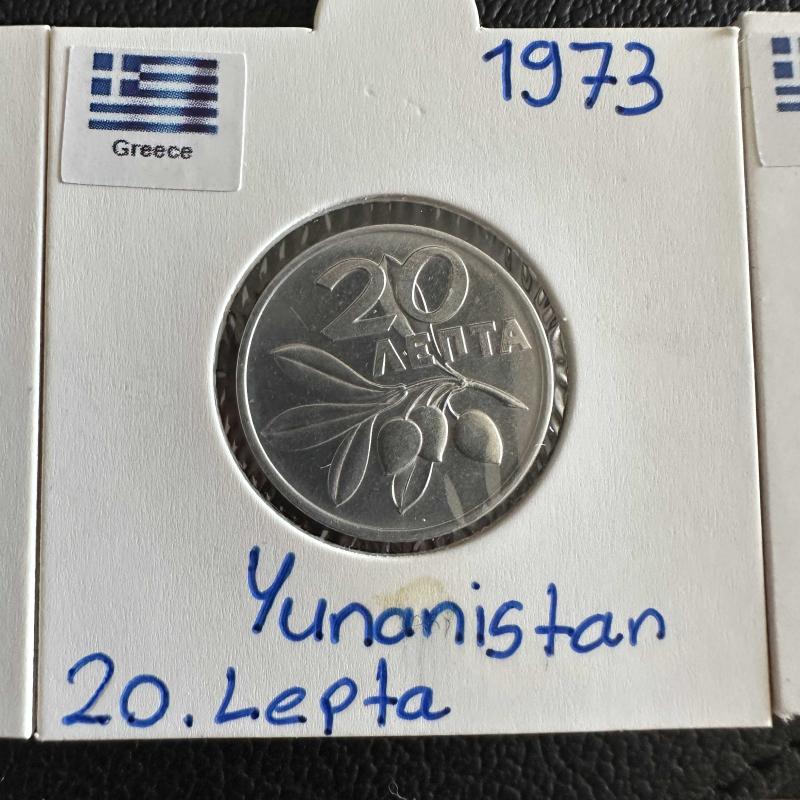 1973
Greece
20
ΛΕΠΤΑ
Yunanistan
20. Lepta